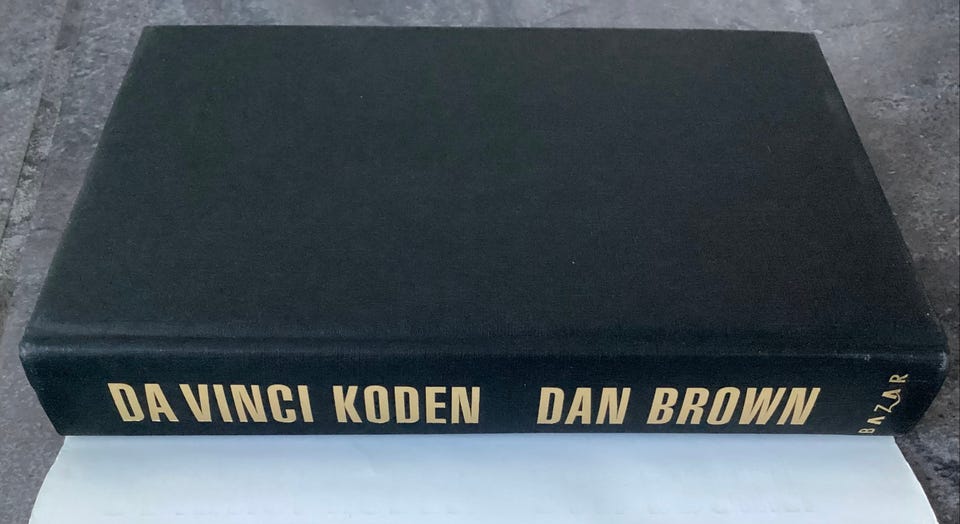 DA VINCI KODEN DAN BROWN
BAZAR